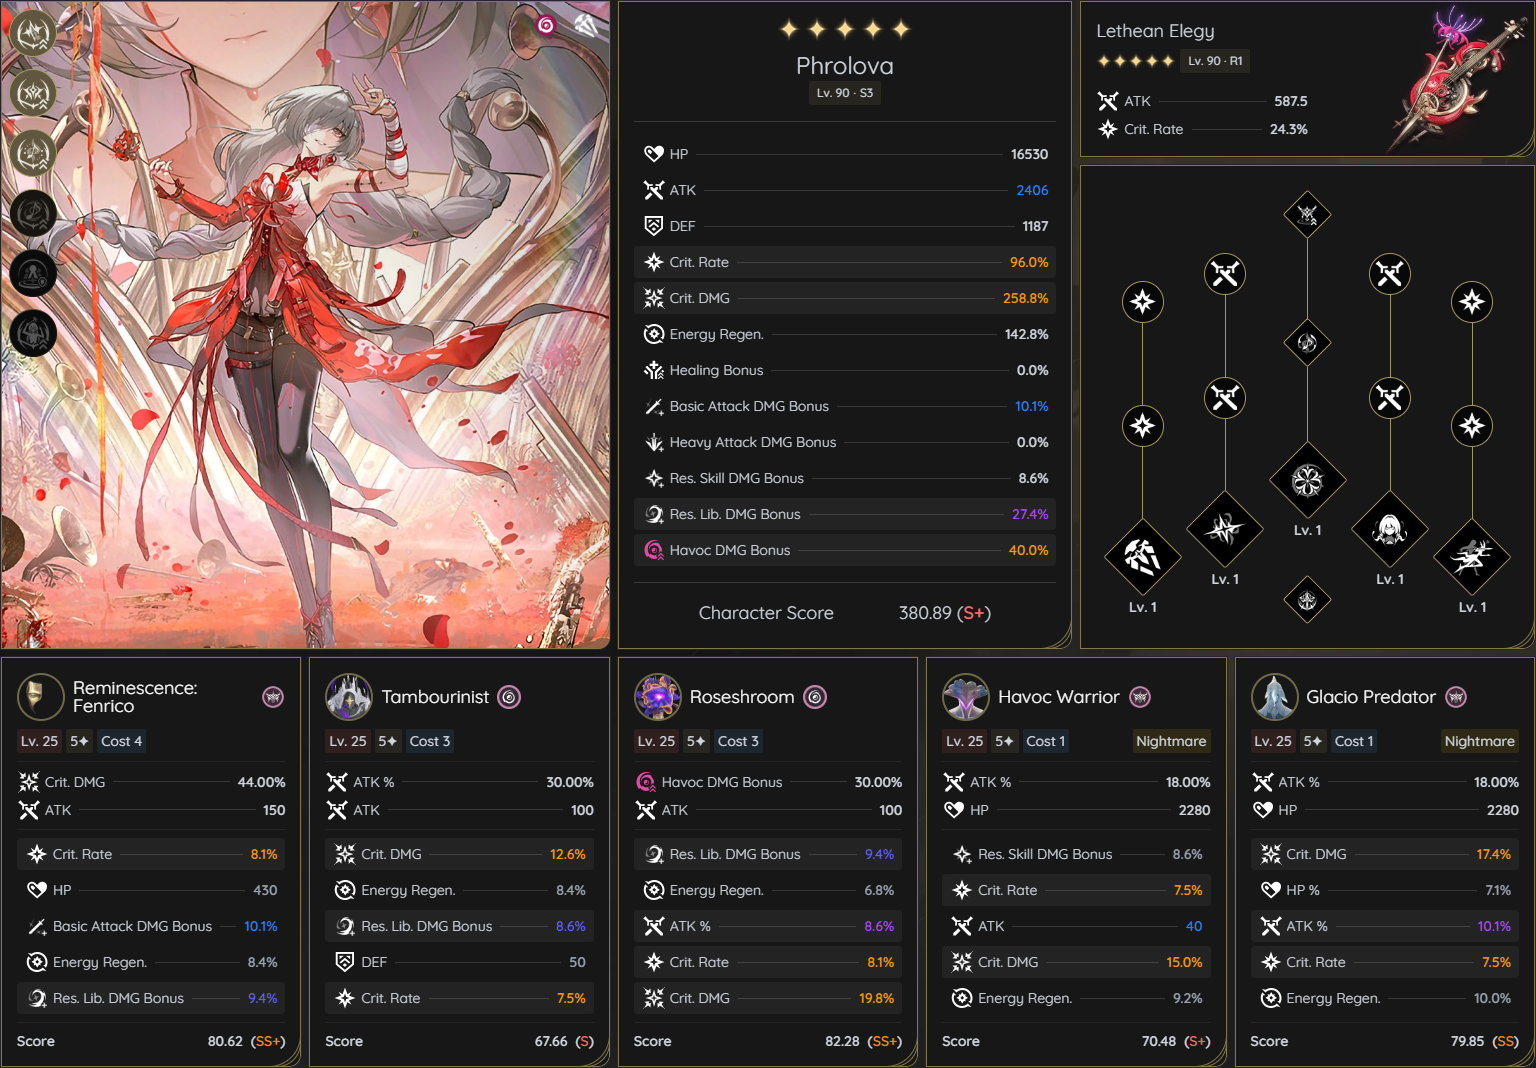 Phrolova
Lv. 90 · S3
HP 16530
ATK 2406
DEF 1187
Crit. Rate 96.0%
Crit. DMG 258.8%
Energy Regen. 142.8%
Healing Bonus 0.0%
Basic Attack DMG Bonus 10.1%
Heavy Attack DMG Bonus 0.0%
Res. Skill DMG Bonus 8.6%
Res. Lib. DMG Bonus 27.4%
Havoc DMG Bonus 40.0%
Character Score 380.89 (S+)
Lethean Elegy
Lv. 90 · R1
ATK 587.5
Crit. Rate 24.3%
Lv. 1
Lv. 1
Lv. 1
Lv. 1
Lv. 1
Reminescence:
Fenrico
Lv. 25 5✦ Cost 4
Crit. DMG 44.00%
ATK 150
Crit. Rate 8.1%
HP 430
Basic Attack DMG Bonus 10.1%
Energy Regen. 8.4%
Res. Lib. DMG Bonus 9.4%
Score 80.62 (SS+)
Tambourinist
Lv. 25 5✦ Cost 3
ATK % 30.00%
ATK 100
Crit. DMG 12.6%
Energy Regen. 8.4%
Res. Lib. DMG Bonus 8.6%
DEF 50
Crit. Rate 7.5%
Score 67.66 (S)
Roseshroom
Lv. 25 5✦ Cost 3
Havoc DMG Bonus 30.00%
ATK 100
Res. Lib. DMG Bonus 9.4%
Energy Regen. 6.8%
ATK % 8.6%
Crit. Rate 8.1%
Crit. DMG 19.8%
Score 82.28 (SS+)
Havoc Warrior
Lv. 25 5✦ Cost 1 Nightmare
ATK % 18.00%
HP 2280
Res. Skill DMG Bonus 8.6%
Crit. Rate 7.5%
ATK 40
Crit. DMG 15.0%
Energy Regen. 9.2%
Score 70.48 (S+)
Glacio Predator
Lv. 25 5✦ Cost 1 Nightmare
ATK % 18.00%
HP 2280
Crit. DMG 17.4%
HP % 7.1%
ATK % 10.1%
Crit. Rate 7.5%
Energy Regen. 10.0%
Score 79.85 (SS)